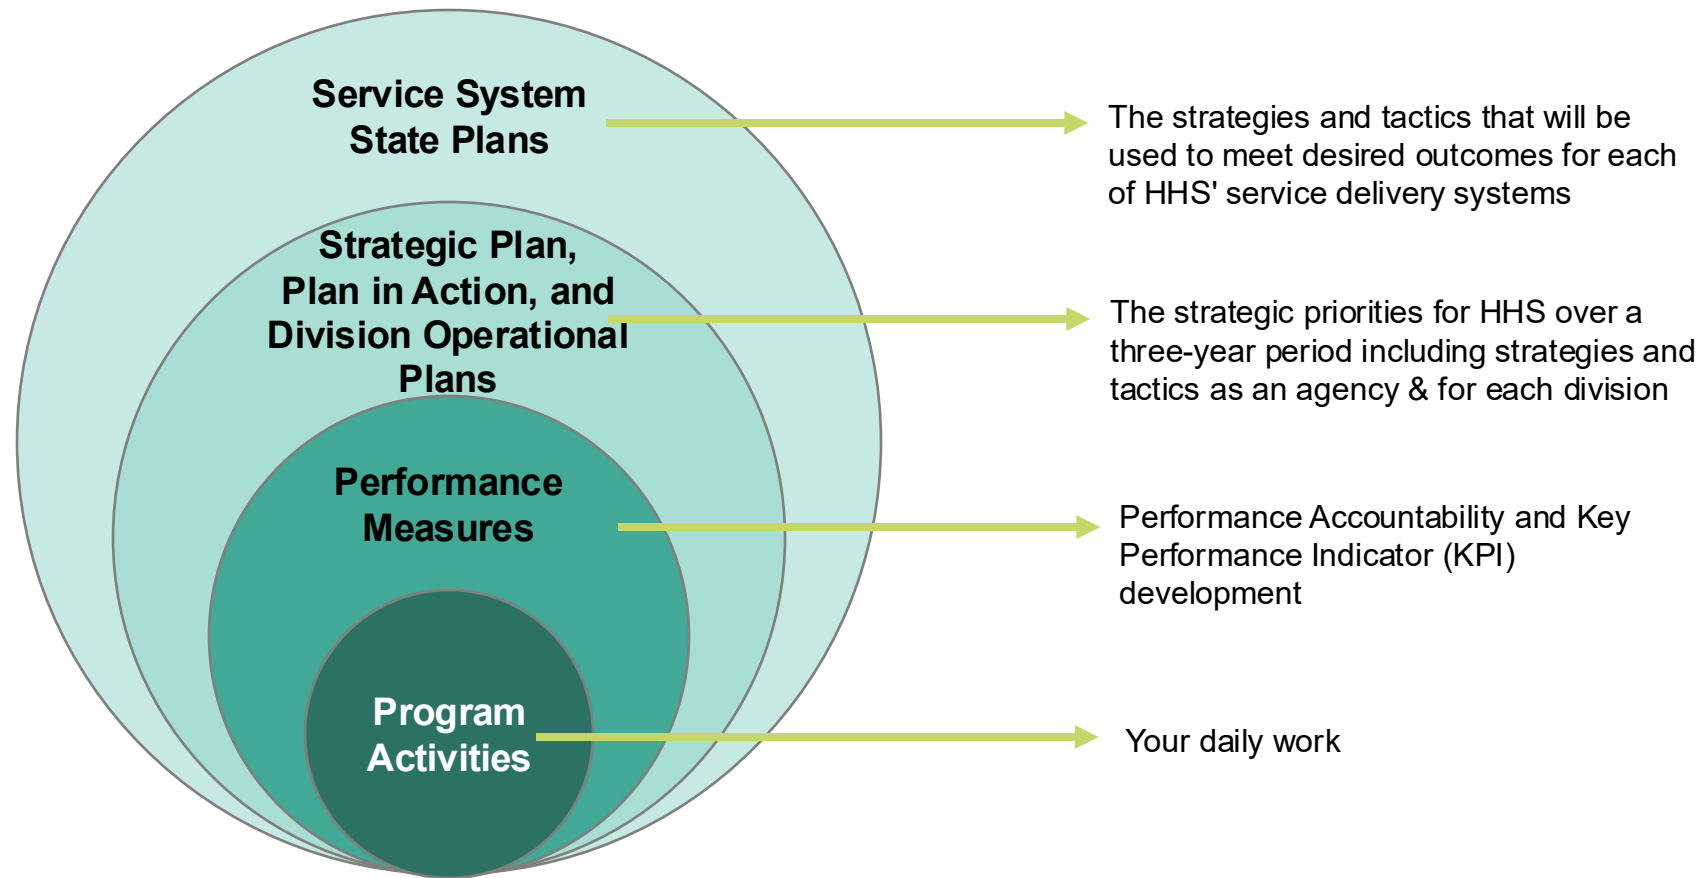 Service System
State Plans
The strategies and tactics that will be
used to meet desired outcomes for each
of HHS' service delivery systems
Strategic Plan,
Plan in Action, and
Division Operational
Plans
The strategic priorities for HHS over a
three-year period including strategies and
tactics as an agency & for each division
Performance
Measures
Performance Accountability and Key
Performance Indicator (KPI)
development
Program
Activities
Your daily work